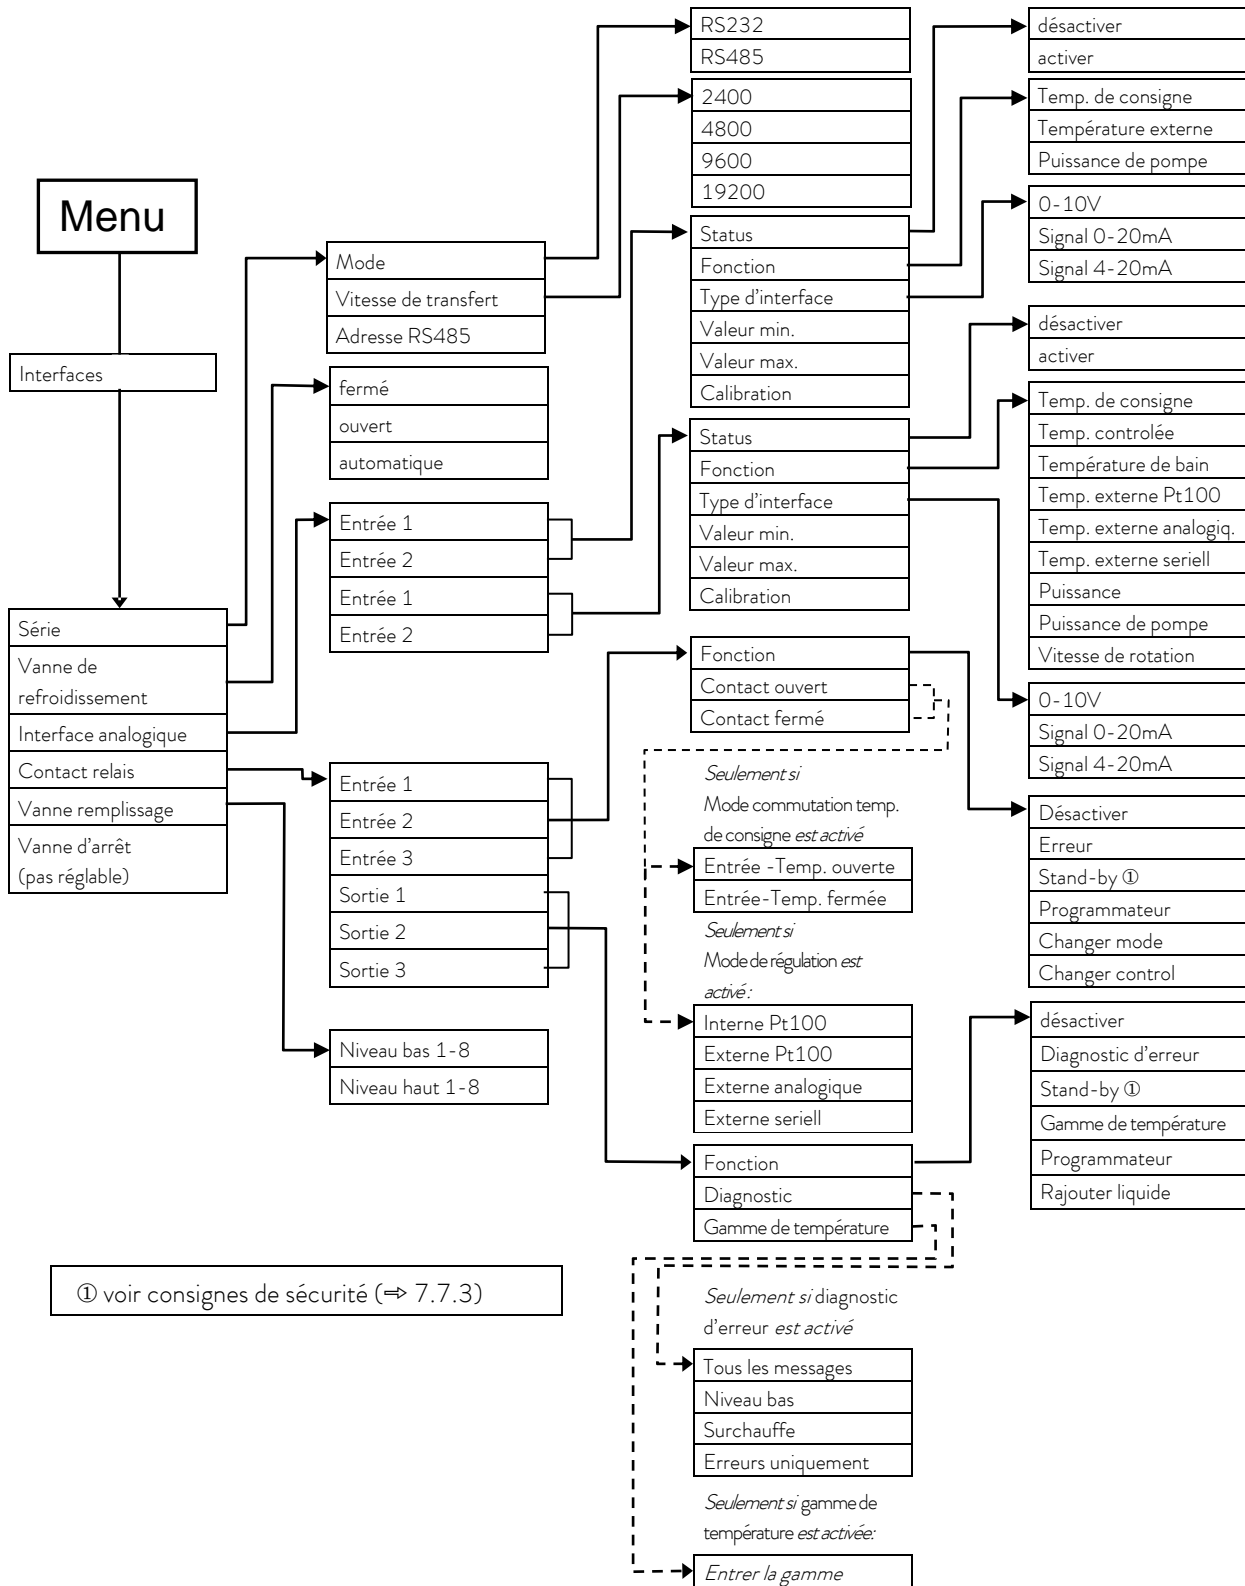 Menu
Interfaces
Série
Vanne de
refroidissement
Interface analogique
Contact relais
Vanne remplissage
Vanne d'arrêt
(pas réglable)
Mode
Vitesse de transfert
Adresse RS485
fermé
ouvert
automatique
Entrée 1
Entrée 2
Entrée 1
Entrée 2
Entrée 1
Entrée 2
Entrée 3
Sortie 1
Sortie 2
Sortie 3
Niveau bas 1-8
Niveau haut 1-8
RS232
RS485
2400
4800
9600
19200
Status
Fonction
Type d'interface
Valeur min.
Valeur max.
Calibration
Status
Fonction
Type d'interface
Valeur min.
Valeur max.
Calibration
Fonction
Contact ouvert
Contact fermé
Seulement si
Mode commutation temp.
de consigne est activé
Entrée -Temp. ouverte
Entrée-Temp. fermée
Seulement si
Mode de régulation est
activé :
Interne Pt100
Externe Pt100
Externe analogique
Externe seriell
Fonction
Diagnostic
Gamme de température
Seulement si diagnostic
d'erreur est activé
Tous les messages
Niveau bas
Surchauffe
Erreurs uniquement
Seulement si gamme de
température est activée:
Entrer la gamme
désactiver
activer
Temp. de consigne
Température externe
Puissance de pompe
0-10V
Signal 0-20mA
Signal 4-20mA
désactiver
activer
Temp. de consigne
Temp. controlée
Température de bain
Temp. externe Pt100
Temp. externe analogiq.
Temp. externe seriell
Puissance
Puissance de pompe
Vitesse de rotation
0-10V
Signal 0-20mA
Signal 4-20mA
Désactiver
Erreur
Stand-by ①
Programmateur
Changer mode
Changer control
désactiver
Diagnostic d'erreur
Stand-by ①
Gamme de température
Programmateur
Rajouter liquide
① voir consignes de sécurité (⇨ 7.7.3)